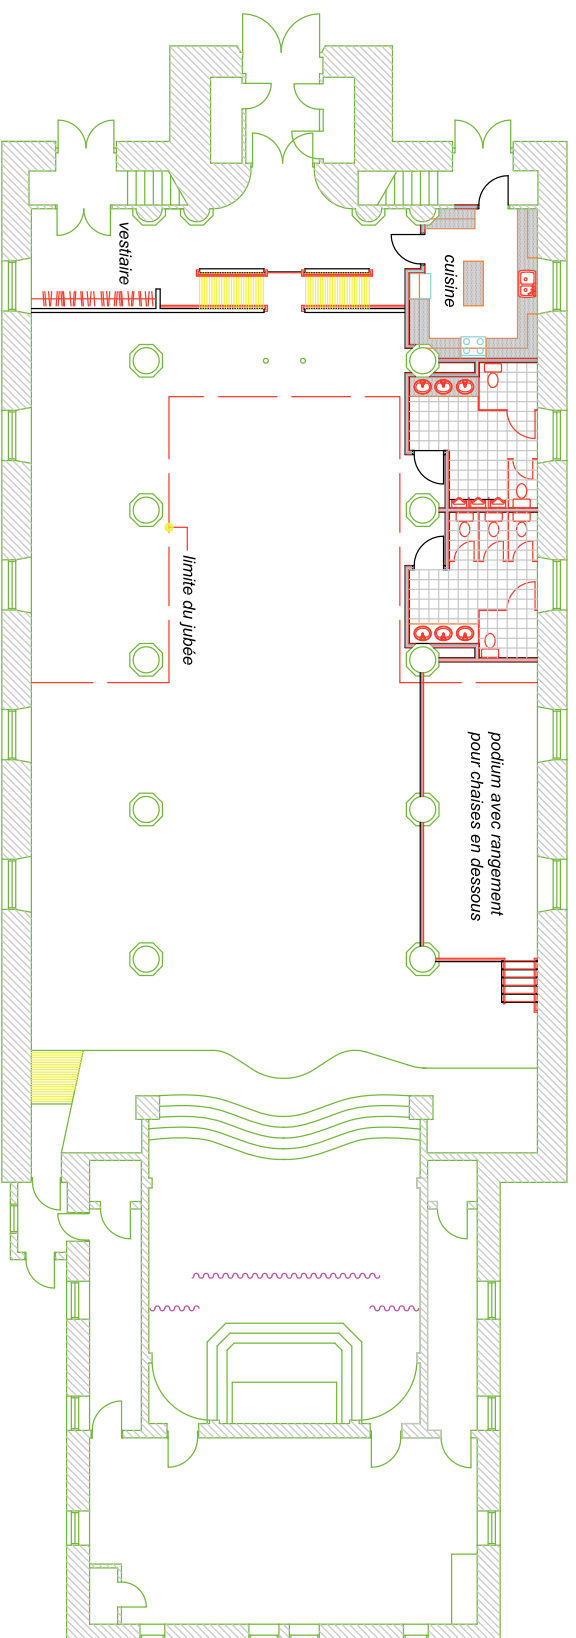 vestiaire
cuisine
limite du jubée
podium avec rangement
pour chaises en dessous